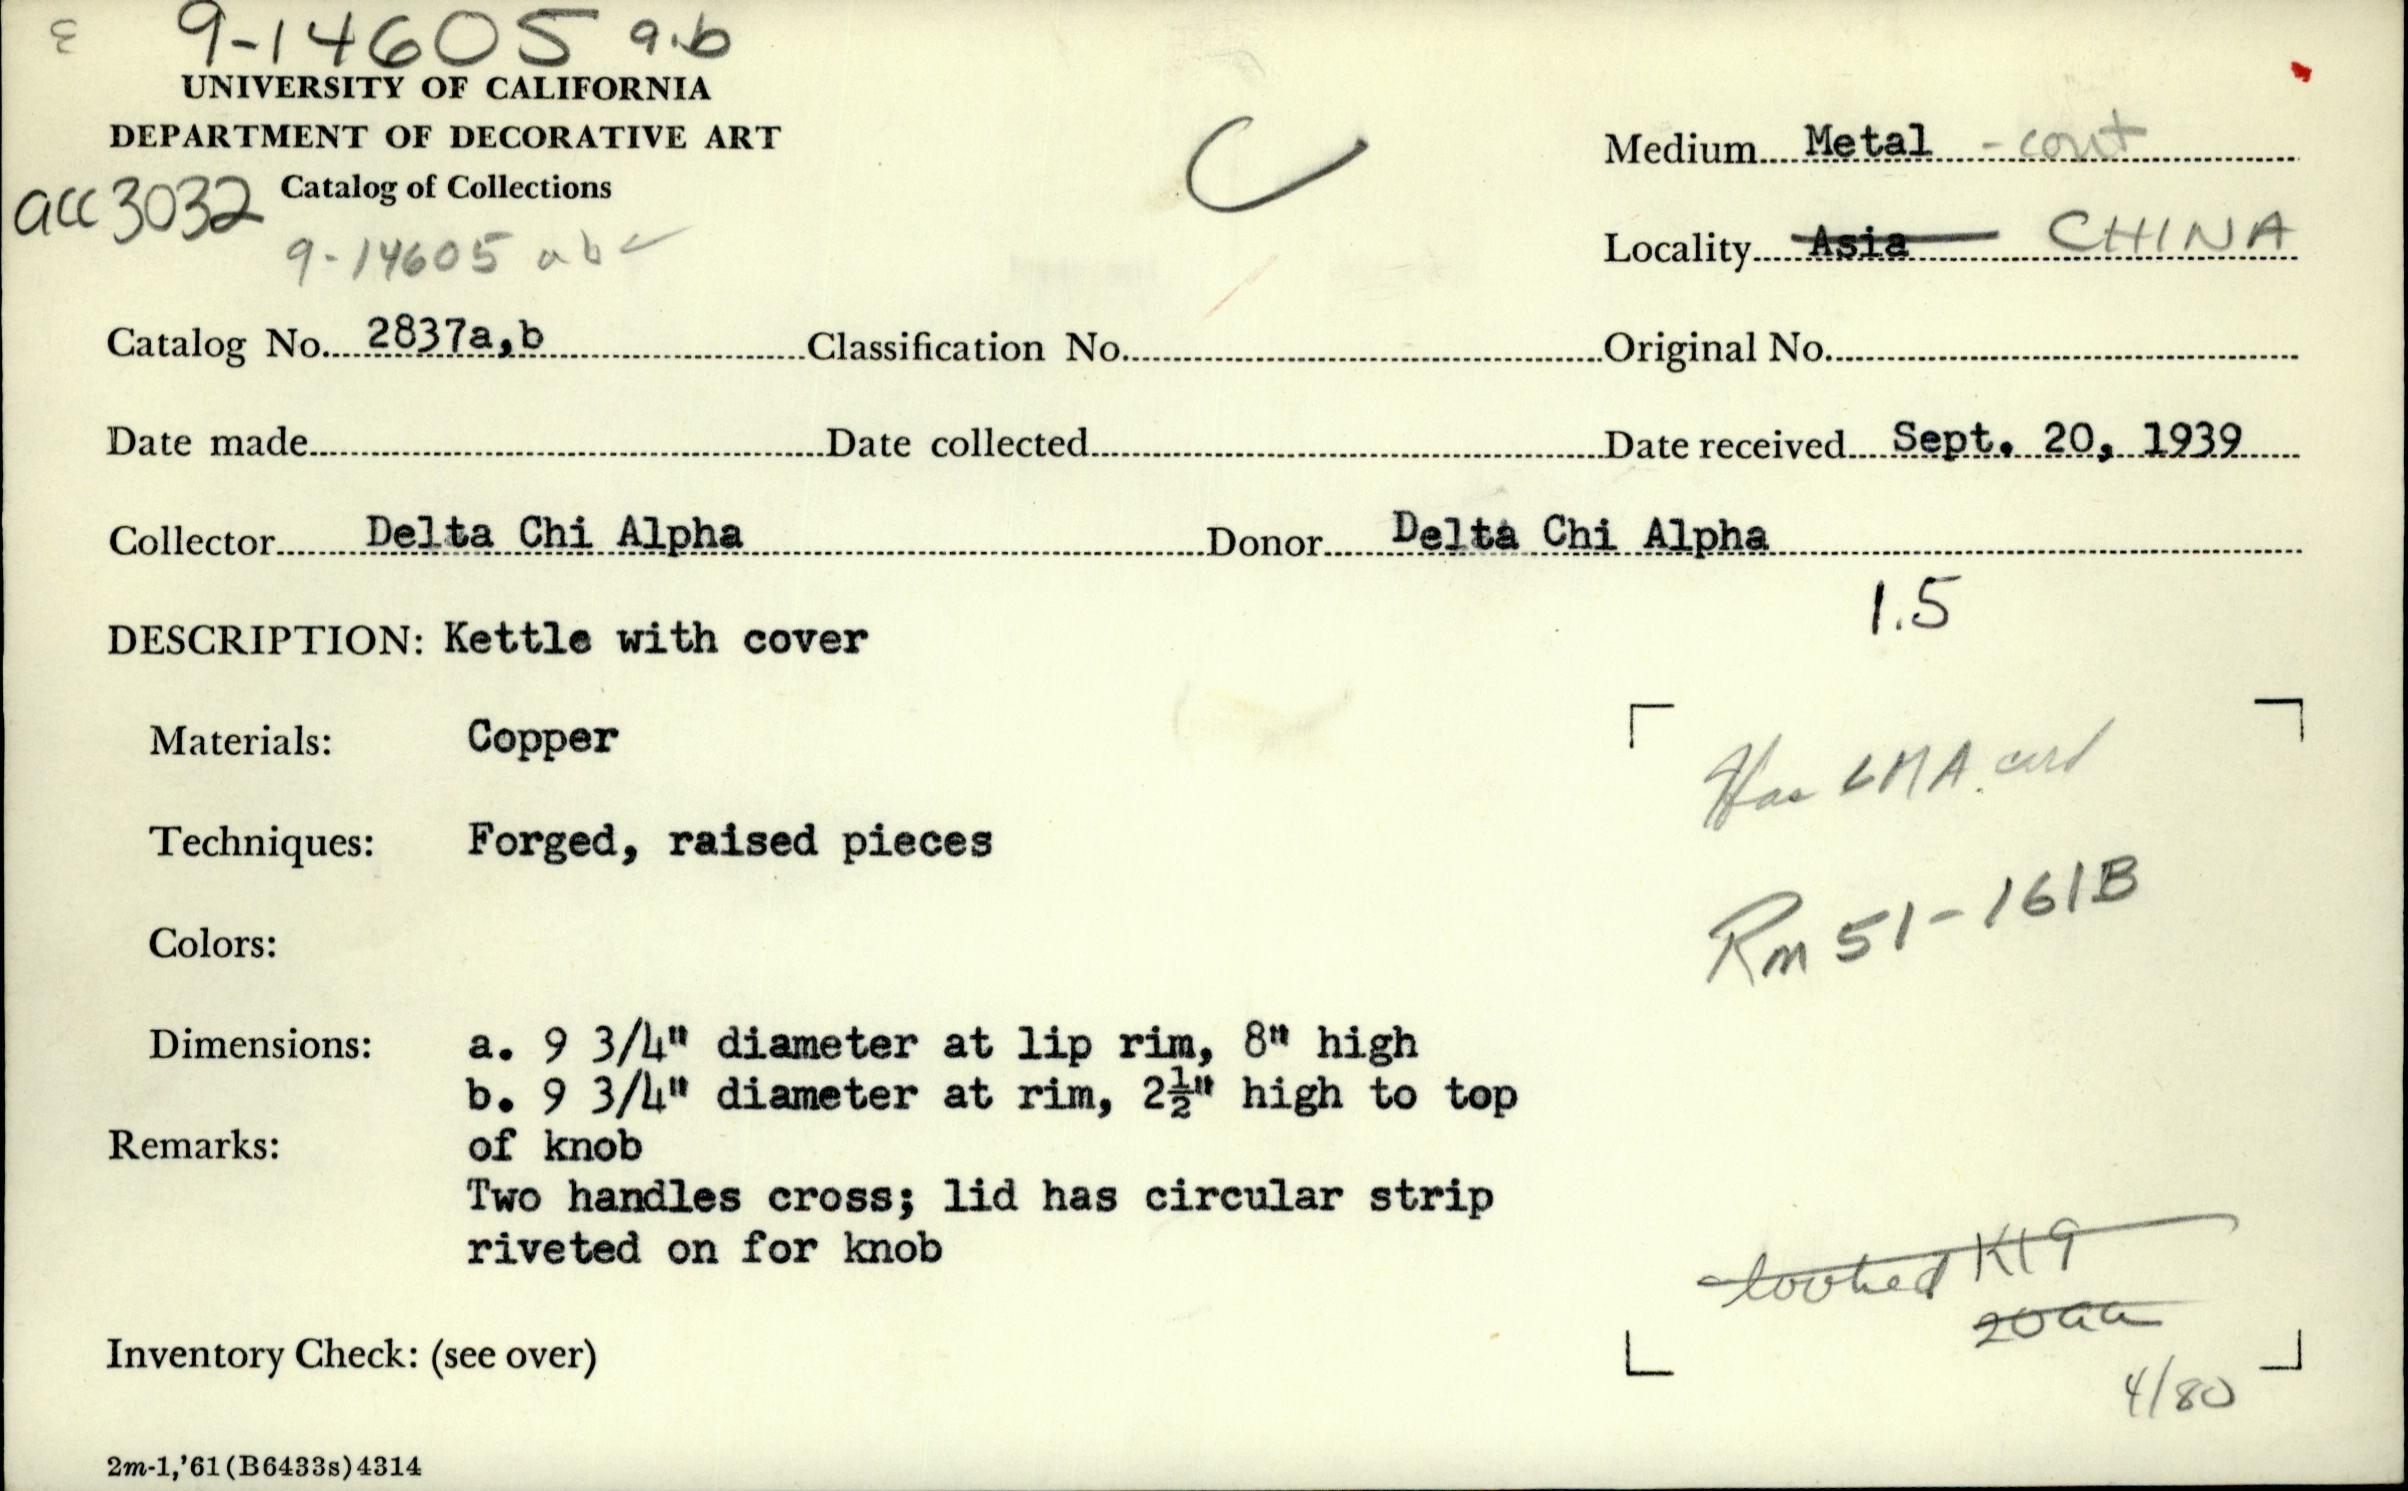 9-14605 a.b
UNIVERSITY OF CALIFORNIA
DEPARTMENT OF DECORATIVE ART
acc 3032 Catalog of Collections
9-14605 a b
C
Medium Metal - cont
Locality Asia CHINA
Catalog No. 2837a,b Classification No. Original No.
Date made Date collected Date received Sept. 20, 1939
Collector Delta Chi Alpha Donor Delta Chi Alpha
1.5
DESCRIPTION: Kettle with cover
Materials: Copper
Has LMA card
Techniques: Forged, raised pieces
Rm 51-161B
Colors:
Dimensions: a. 9 3/4" diameter at lip rim, 8" high
b. 9 3/4" diameter at rim, 2½" high to top
Remarks: of knob
Two handles cross; lid has circular strip
riveted on for knob
K19
Inventory Check: (see over)
4/80
2m-1,'61(B6433s)4314